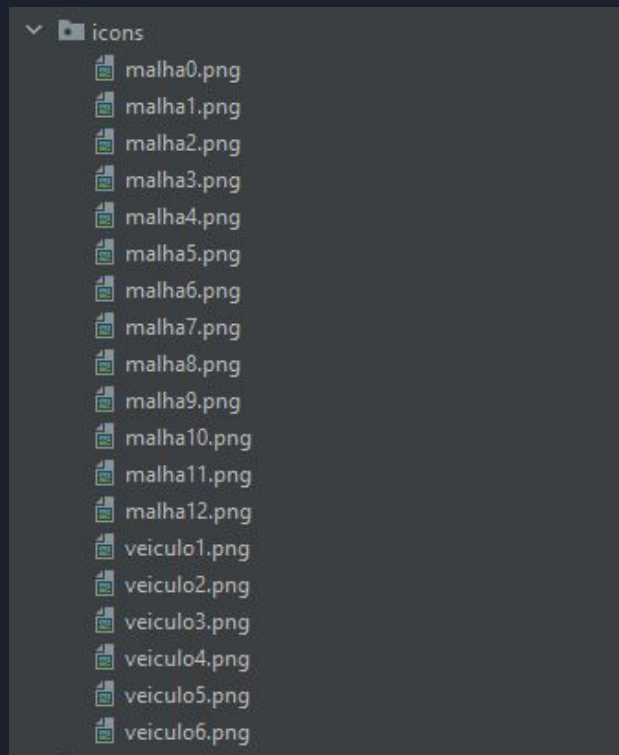 icons
malha0.png
malha1.png
malha2.png
malha3.png
malha4.png
malha5.png
malha6.png
malha7.png
malha8.png
malha9.png
malha10.png
malha11.png
malha12.png
veiculo1.png
veiculo2.png
veiculo3.png
veiculo4.png
veiculo5.png
veiculo6.png